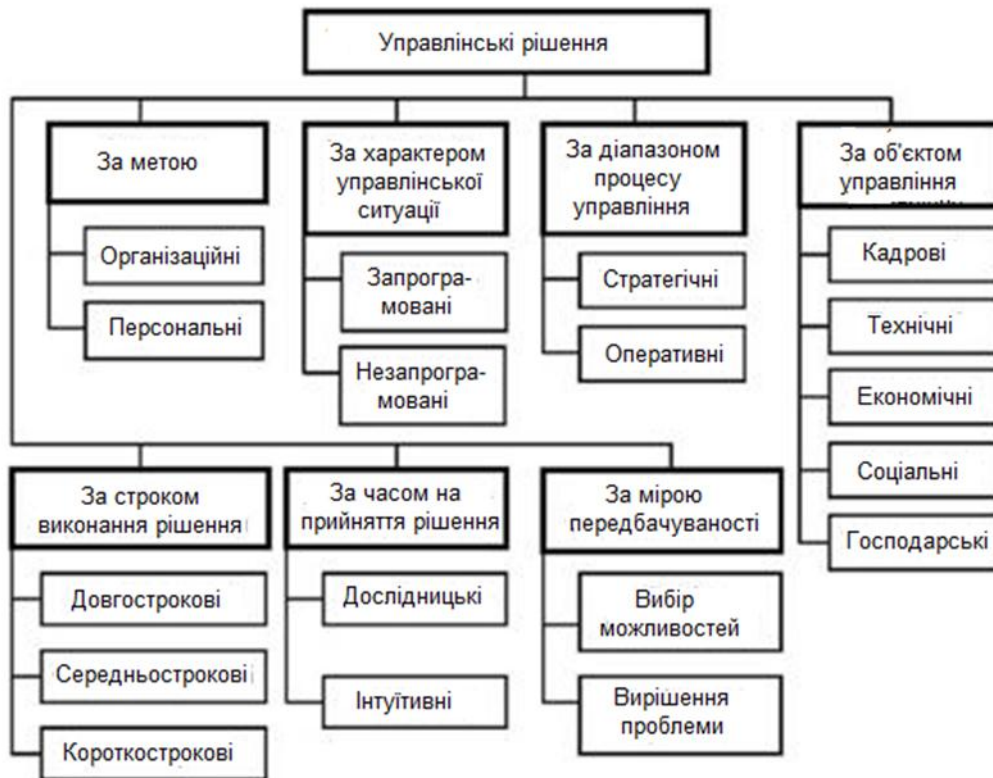 Управлінські рішення
За метою
Організаційні
Персональні
За характером
управлінської
ситуації
Запрогра-
мовані
Незапрогра-
мовані
За діапазоном
процесу
управління
Стратегічні
Оперативні
За об'єктом
управління
Кадрові
Технічні
Економічні
Соціальні
Господарські
За строком
виконання рішення
Довгострокові
Середньострокові
Короткострокові
За часом на
прийняття рішення
Дослідницькі
Інтуїтивні
За мірою
передбачуваності
Вибір
можливостей
Вирішення
проблеми